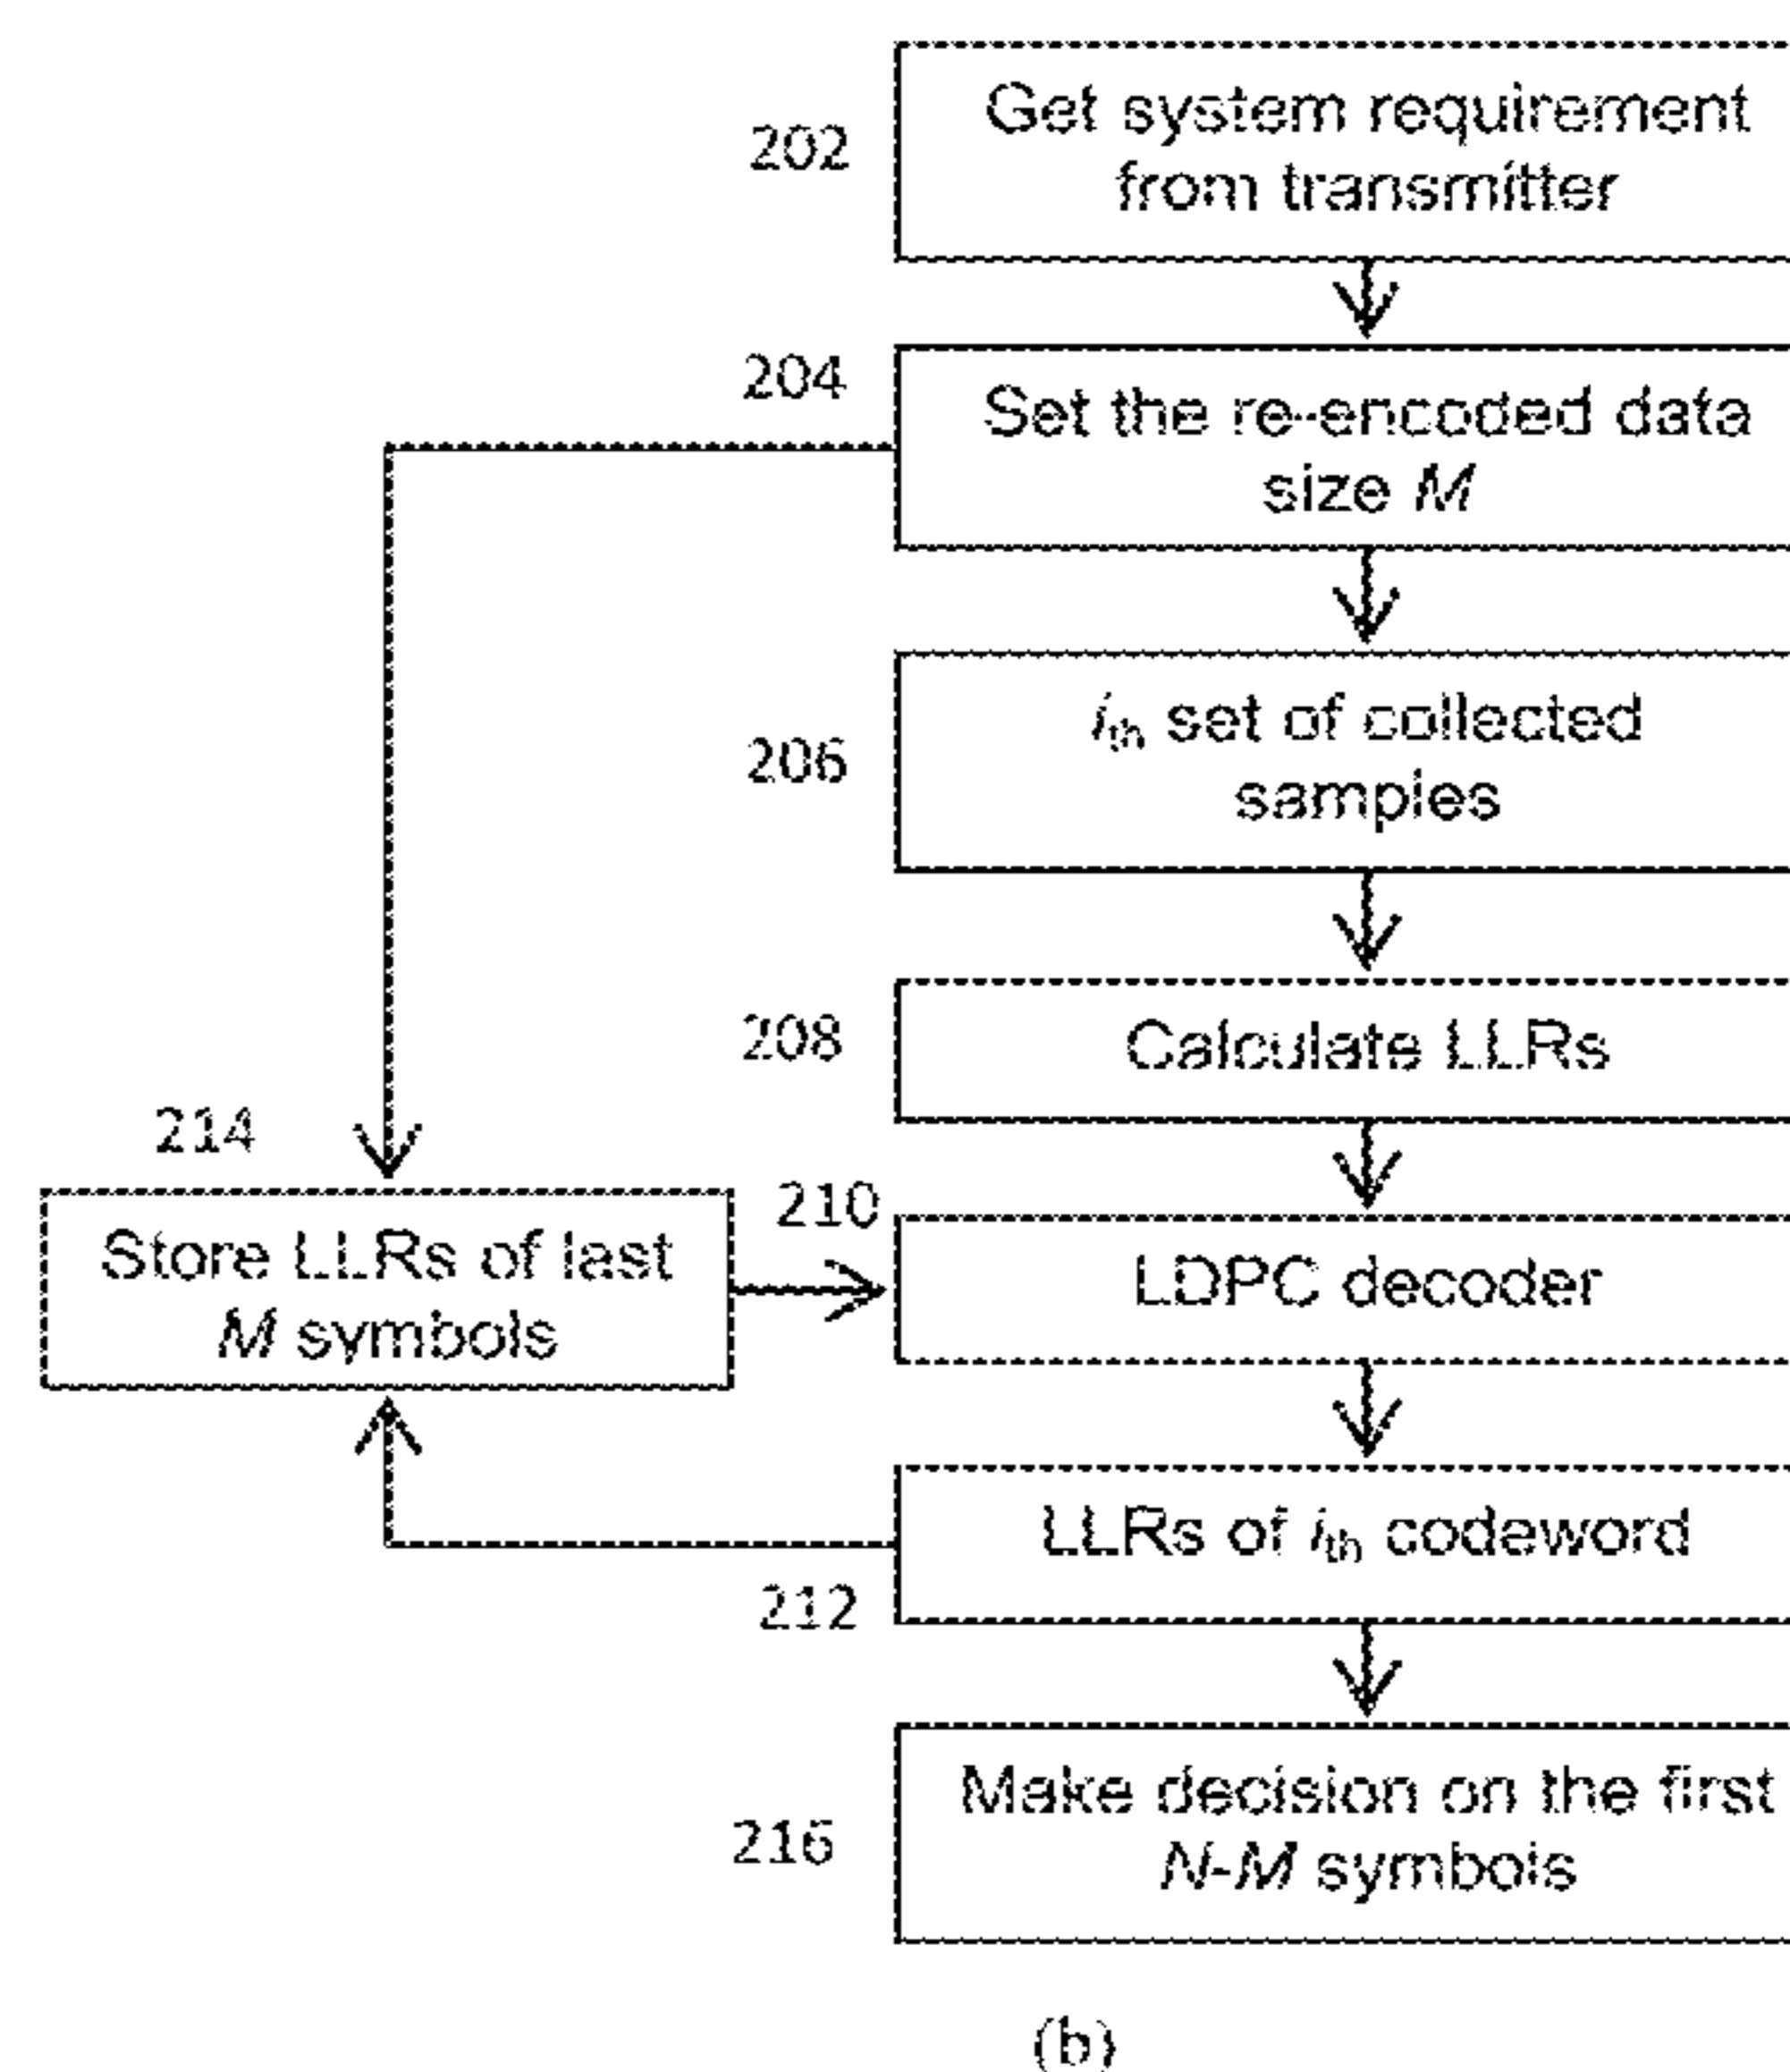 202
Get system requirement
from transmitter
204
Set the re-encoded data
size M
206
ith set of collected
samples
208
Calculate LLRs
214
Store LLRs of last
M symbols
210
LDPC decoder
LLRs of ith codeword
212
Make decision on the first
N-M symbols
216
(b)